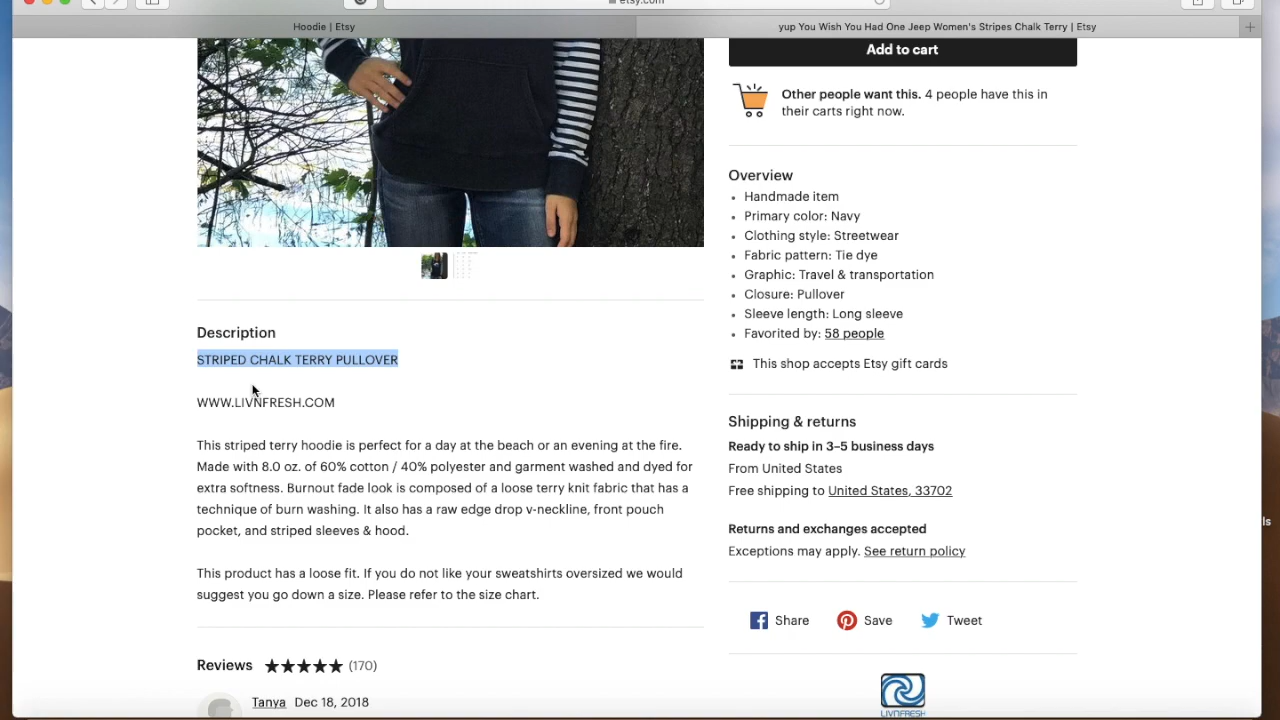 etsy.com
Hoodie | Etsy
yup You Wish You Had One Jeep Women's Stripes Chalk Terry | Etsy
Add to cart
Other people want this. 4 people have this in
their carts right now.
Overview
Handmade item
Primary color: Navy
Clothing style: Streetwear
Fabric pattern: Tie dye
Graphic: Travel & transportation
Closure: Pullover
Sleeve length: Long sleeve
Favorited by: 58 people
This shop accepts Etsy gift cards
Shipping & returns
Ready to ship in 3–5 business days
From United States
Free shipping to United States, 33702
Returns and exchanges accepted
Exceptions may apply. See return policy
Share
Save
Tweet
LIVNFRESH
Description
STRIPED CHALK TERRY PULLOVER
WWW.LIVNFRESH.COM
This striped terry hoodie is perfect for a day at the beach or an evening at the fire.
Made with 8.0 oz. of 60% cotton / 40% polyester and garment washed and dyed for
extra softness. Burnout fade look is composed of a loose terry knit fabric that has a
technique of burn washing. It also has a raw edge drop v-neckline, front pouch
pocket, and striped sleeves & hood.
This product has a loose fit. If you do not like your sweatshirts oversized we would
suggest you go down a size. Please refer to the size chart.
Reviews (170)
Tanya Dec 18, 2018
ls